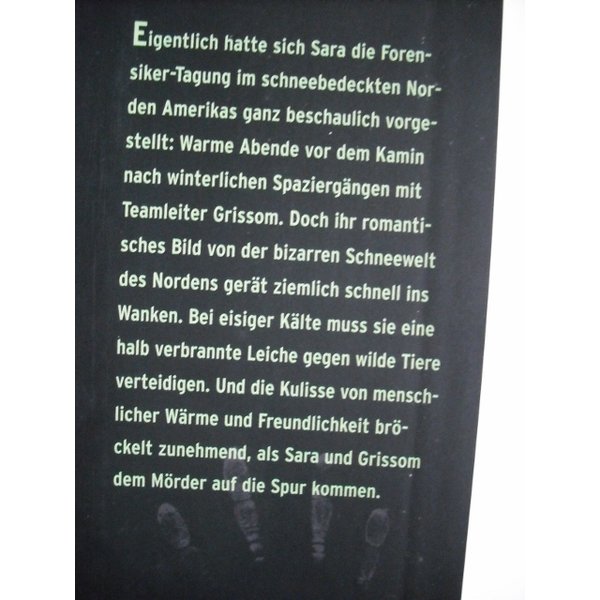 Eigentlich hatte sich Sara die Foren-
siker-Tagung im schneebedeckten Nor-
den Amerikas ganz beschaulich vorge-
stellt: Warme Abende vor dem Kamin
nach winterlichen Spaziergängen mit
Teamleiter Grissom. Doch ihr romanti-
sches Bild von der bizarren Schneewelt
des Nordens gerät ziemlich schnell ins
Wanken. Bei eisiger Kälte muss sie eine
halb verbrannte Leiche gegen wilde Tiere
verteidigen. Und die Kulisse von mensch-
licher Wärme und Freundlichkeit brö-
ckelt zunehmend, als Sara und Grissom
dem Mörder auf die Spur kommen.